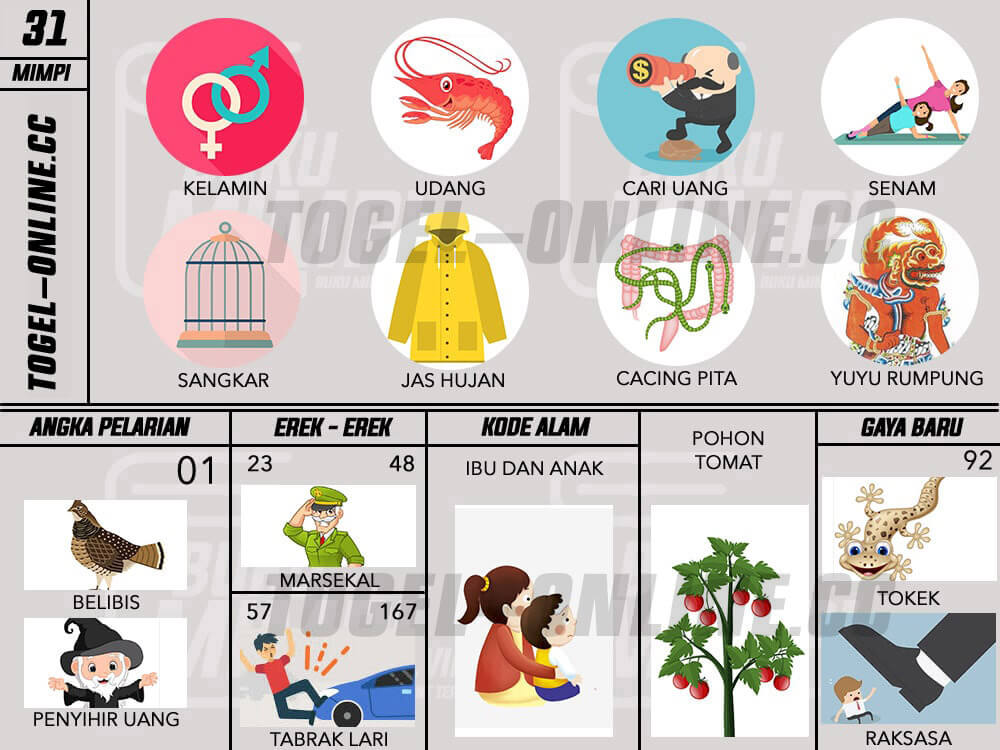 31
MIMPI
TOGEL-ONLINE.CC
KELAMIN
UDANG
CARI UANG
SENAM
TOGEL-ONLINE.CC
SANGKAR
JAS HUJAN
CACING PITA
YUYU RUMPUNG
ANGKA PELARIAN
EREK - EREK
KODE ALAM
GAYA BARU
01
BELIBIS
PENYIHIR UANG
23 48
MARSEKAL
57 167
TABRAK LARI
IBU DAN ANAK
POHON
TOMAT
92
TOKEK
RAKSASA
TOGEL-ONLINE.CC